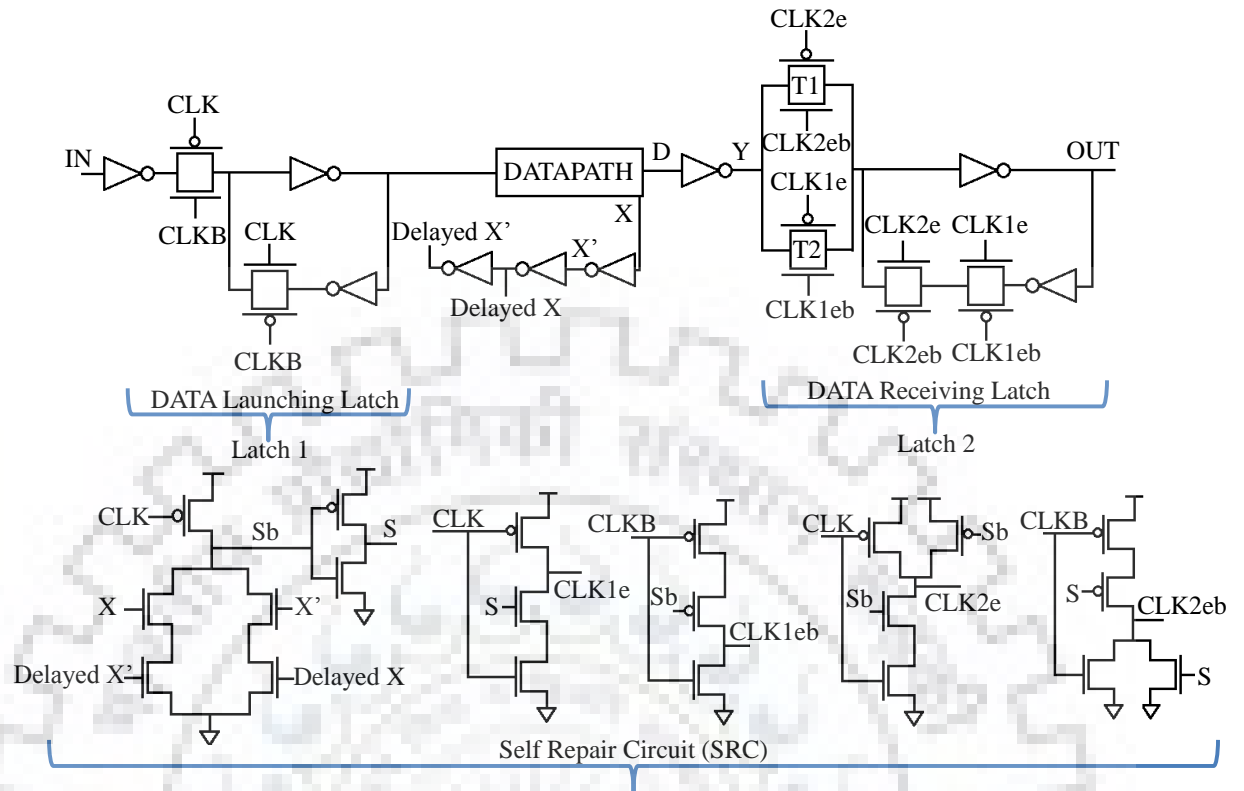 CLK2e
T1
CLK
CLK2eb
IN
D
Y
OUT
DATAPATH
CLK1e
CLKB
CLK
X
Delayed X'
X'
CLK2e
CLK1e
T2
Delayed X
CLK1eb
CLKB
CLK2eb
CLK1eb
DATA Launching Latch
DATA Receiving Latch
Latch 1
Latch 2
CLK
Sb
S
CLK
CLKB
CLK
Sb
CLKB
X
X'
S
CLK1e
Sb
Sb
CLK2e
S
CLK2eb
CLK1eb
Delayed X'
Delayed X
S
Self Repair Circuit (SRC)